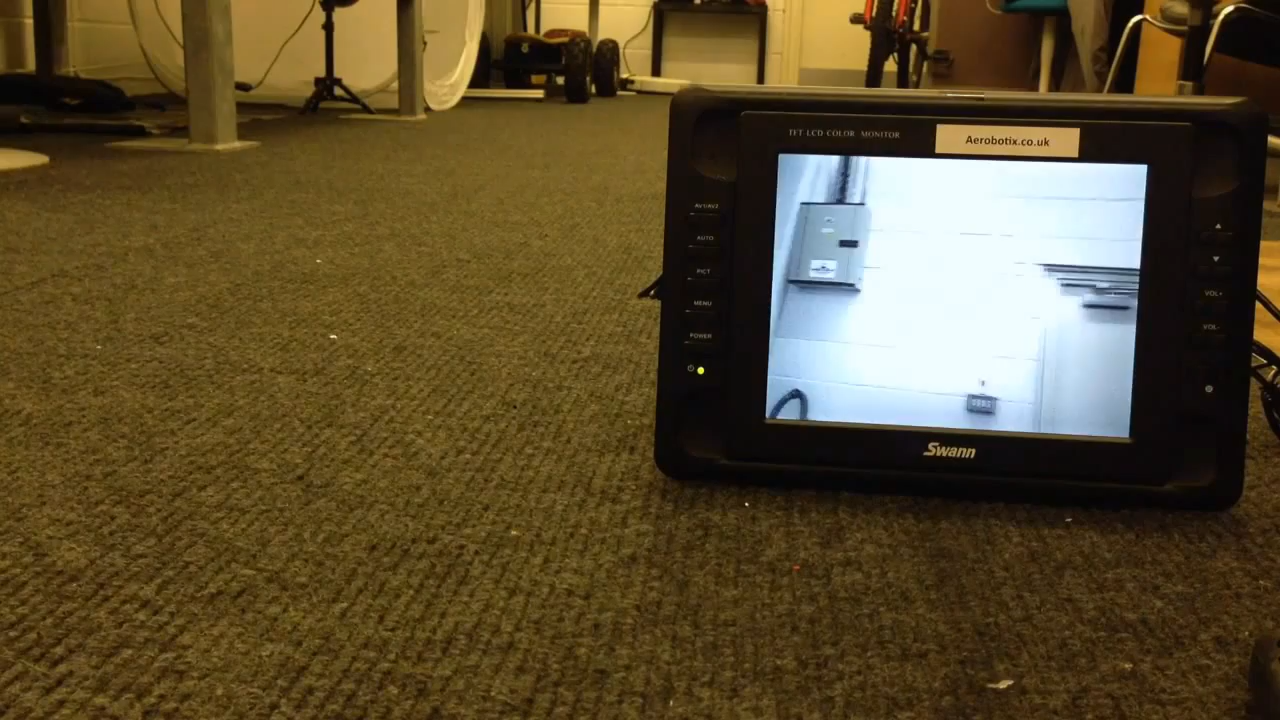 TFT LCD COLOR MONITOR
Aerobotix.co.uk
AV1/AV2
AUTO
PICT
MENU
POWER
VOL+
VOL-
Swann